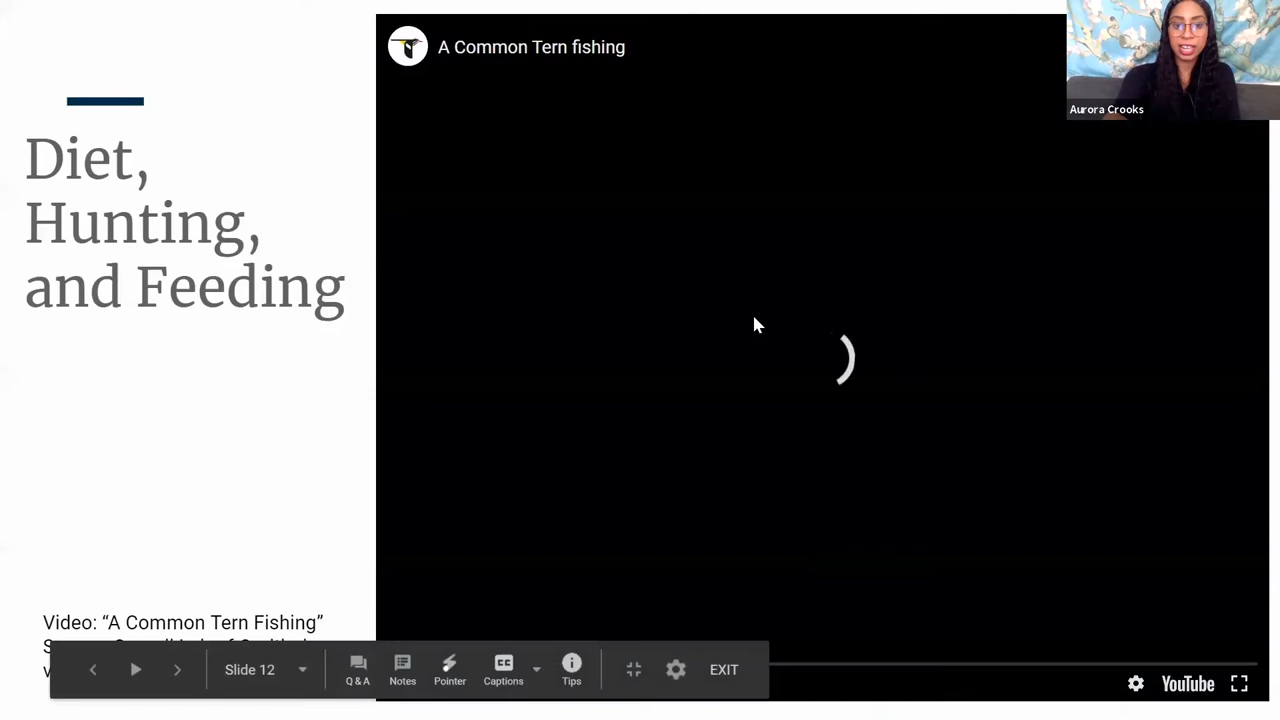 A Common Tern fishing
Aurora Crooks
Diet,
Hunting,
and Feeding
Video: “A Common Tern Fishing”
Slide 12
Q & A
Notes
Pointer
CC
Captions
Tips
EXIT
YouTube